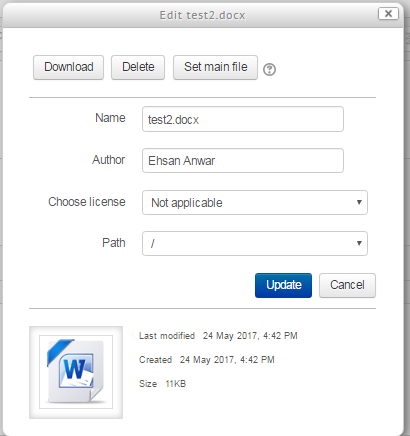 Edit test2.docx
Download Delete Set main file ?
Name test2.docx
Author Ehsan Anwar
Choose license Not applicable
Path /
Update Cancel
Last modified 24 May 2017, 4:42 PM
Created 24 May 2017, 4:42 PM
Size 11KB
W